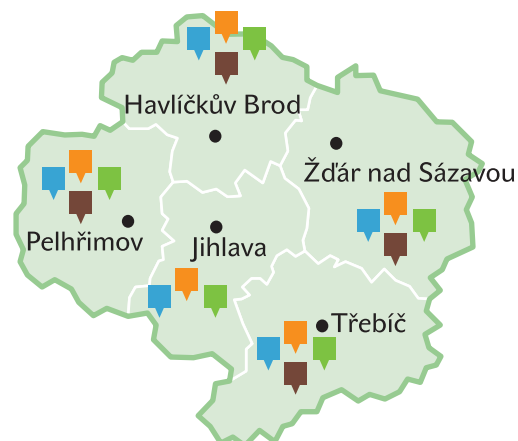 Havlíčkův Brod
Žďár nad Sázavou
Pelhřimov
Jihlava
Třebíč